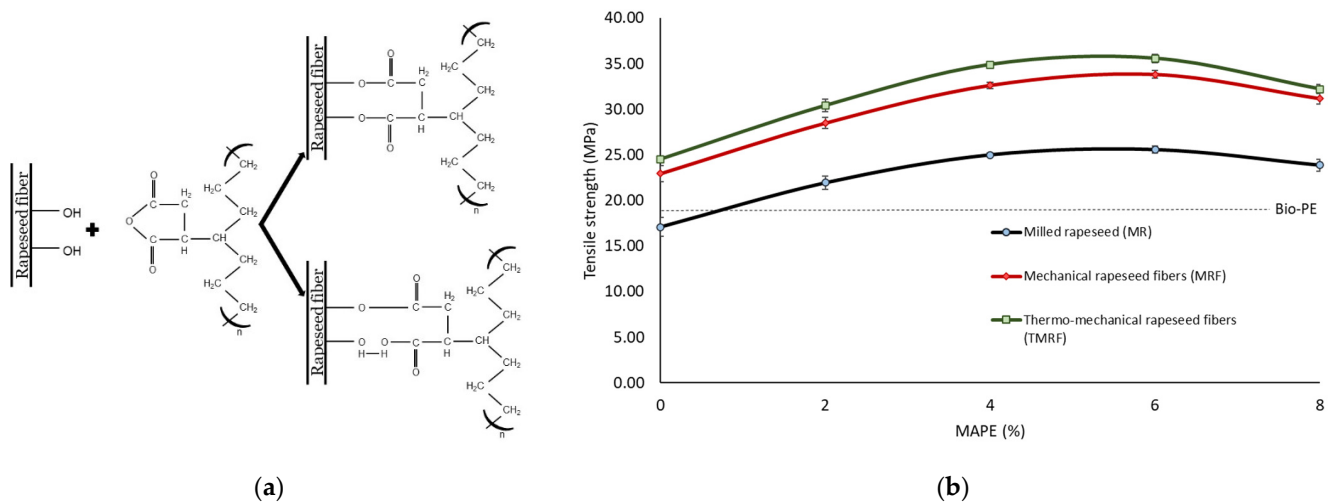 Rapeseed fiber
OH
OH
+
O
O
O
H2
C
C
C
C
H
CH
CH2
H2C
CH2
CH2
H2C
CH2
n
Rapeseed fiber
O
O
O
C
C
O
H2
C
C
H
CH
CH2
H2C
CH2
CH2
H2C
CH2
n
Rapeseed fiber
O
O
C
H2
C
O
H
H
O
C
O
C
H
CH
CH2
H2C
CH2
CH2
H2C
CH2
n
(a)
Tensile strength (MPa)
40.00
35.00
30.00
25.00
20.00
15.00
10.00
5.00
0.00
0
2
4
6
8
MAPE (%)
Bio-PE
Milled rapeseed (MR)
Mechanical rapeseed fibers (MRF)
Thermo-mechanical rapeseed fibers
(TMRF)
(b)